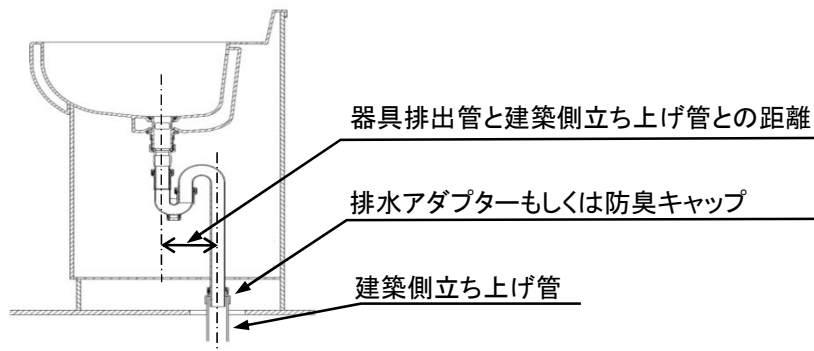 器具排出管と建築側立ち上げ管との距離
排水アダプターもしくは防臭キャップ
建築側立ち上げ管